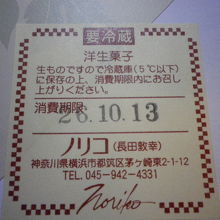 要冷蔵
洋生菓子
生ものですので冷蔵庫(5℃以下)
に保存の上、消費期限内にお召し
上がりください。
消費期限
26.10.13
ノリコ(長田敦幸)
神奈川県横浜市都筑区茅ヶ崎東2-1-12
TEL.045-942-4331
Noriko